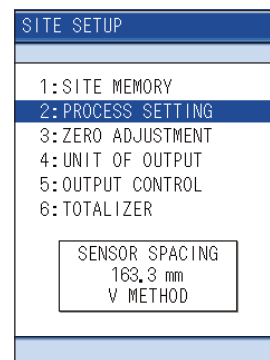 SITE SETUP
1:SITE MEMORY
2:PROCESS SETTING
3:ZERO ADJUSTMENT
4:UNIT OF OUTPUT
5:OUTPUT CONTROL
6:TOTALIZER
SENSOR SPACING
163.3 mm
V METHOD